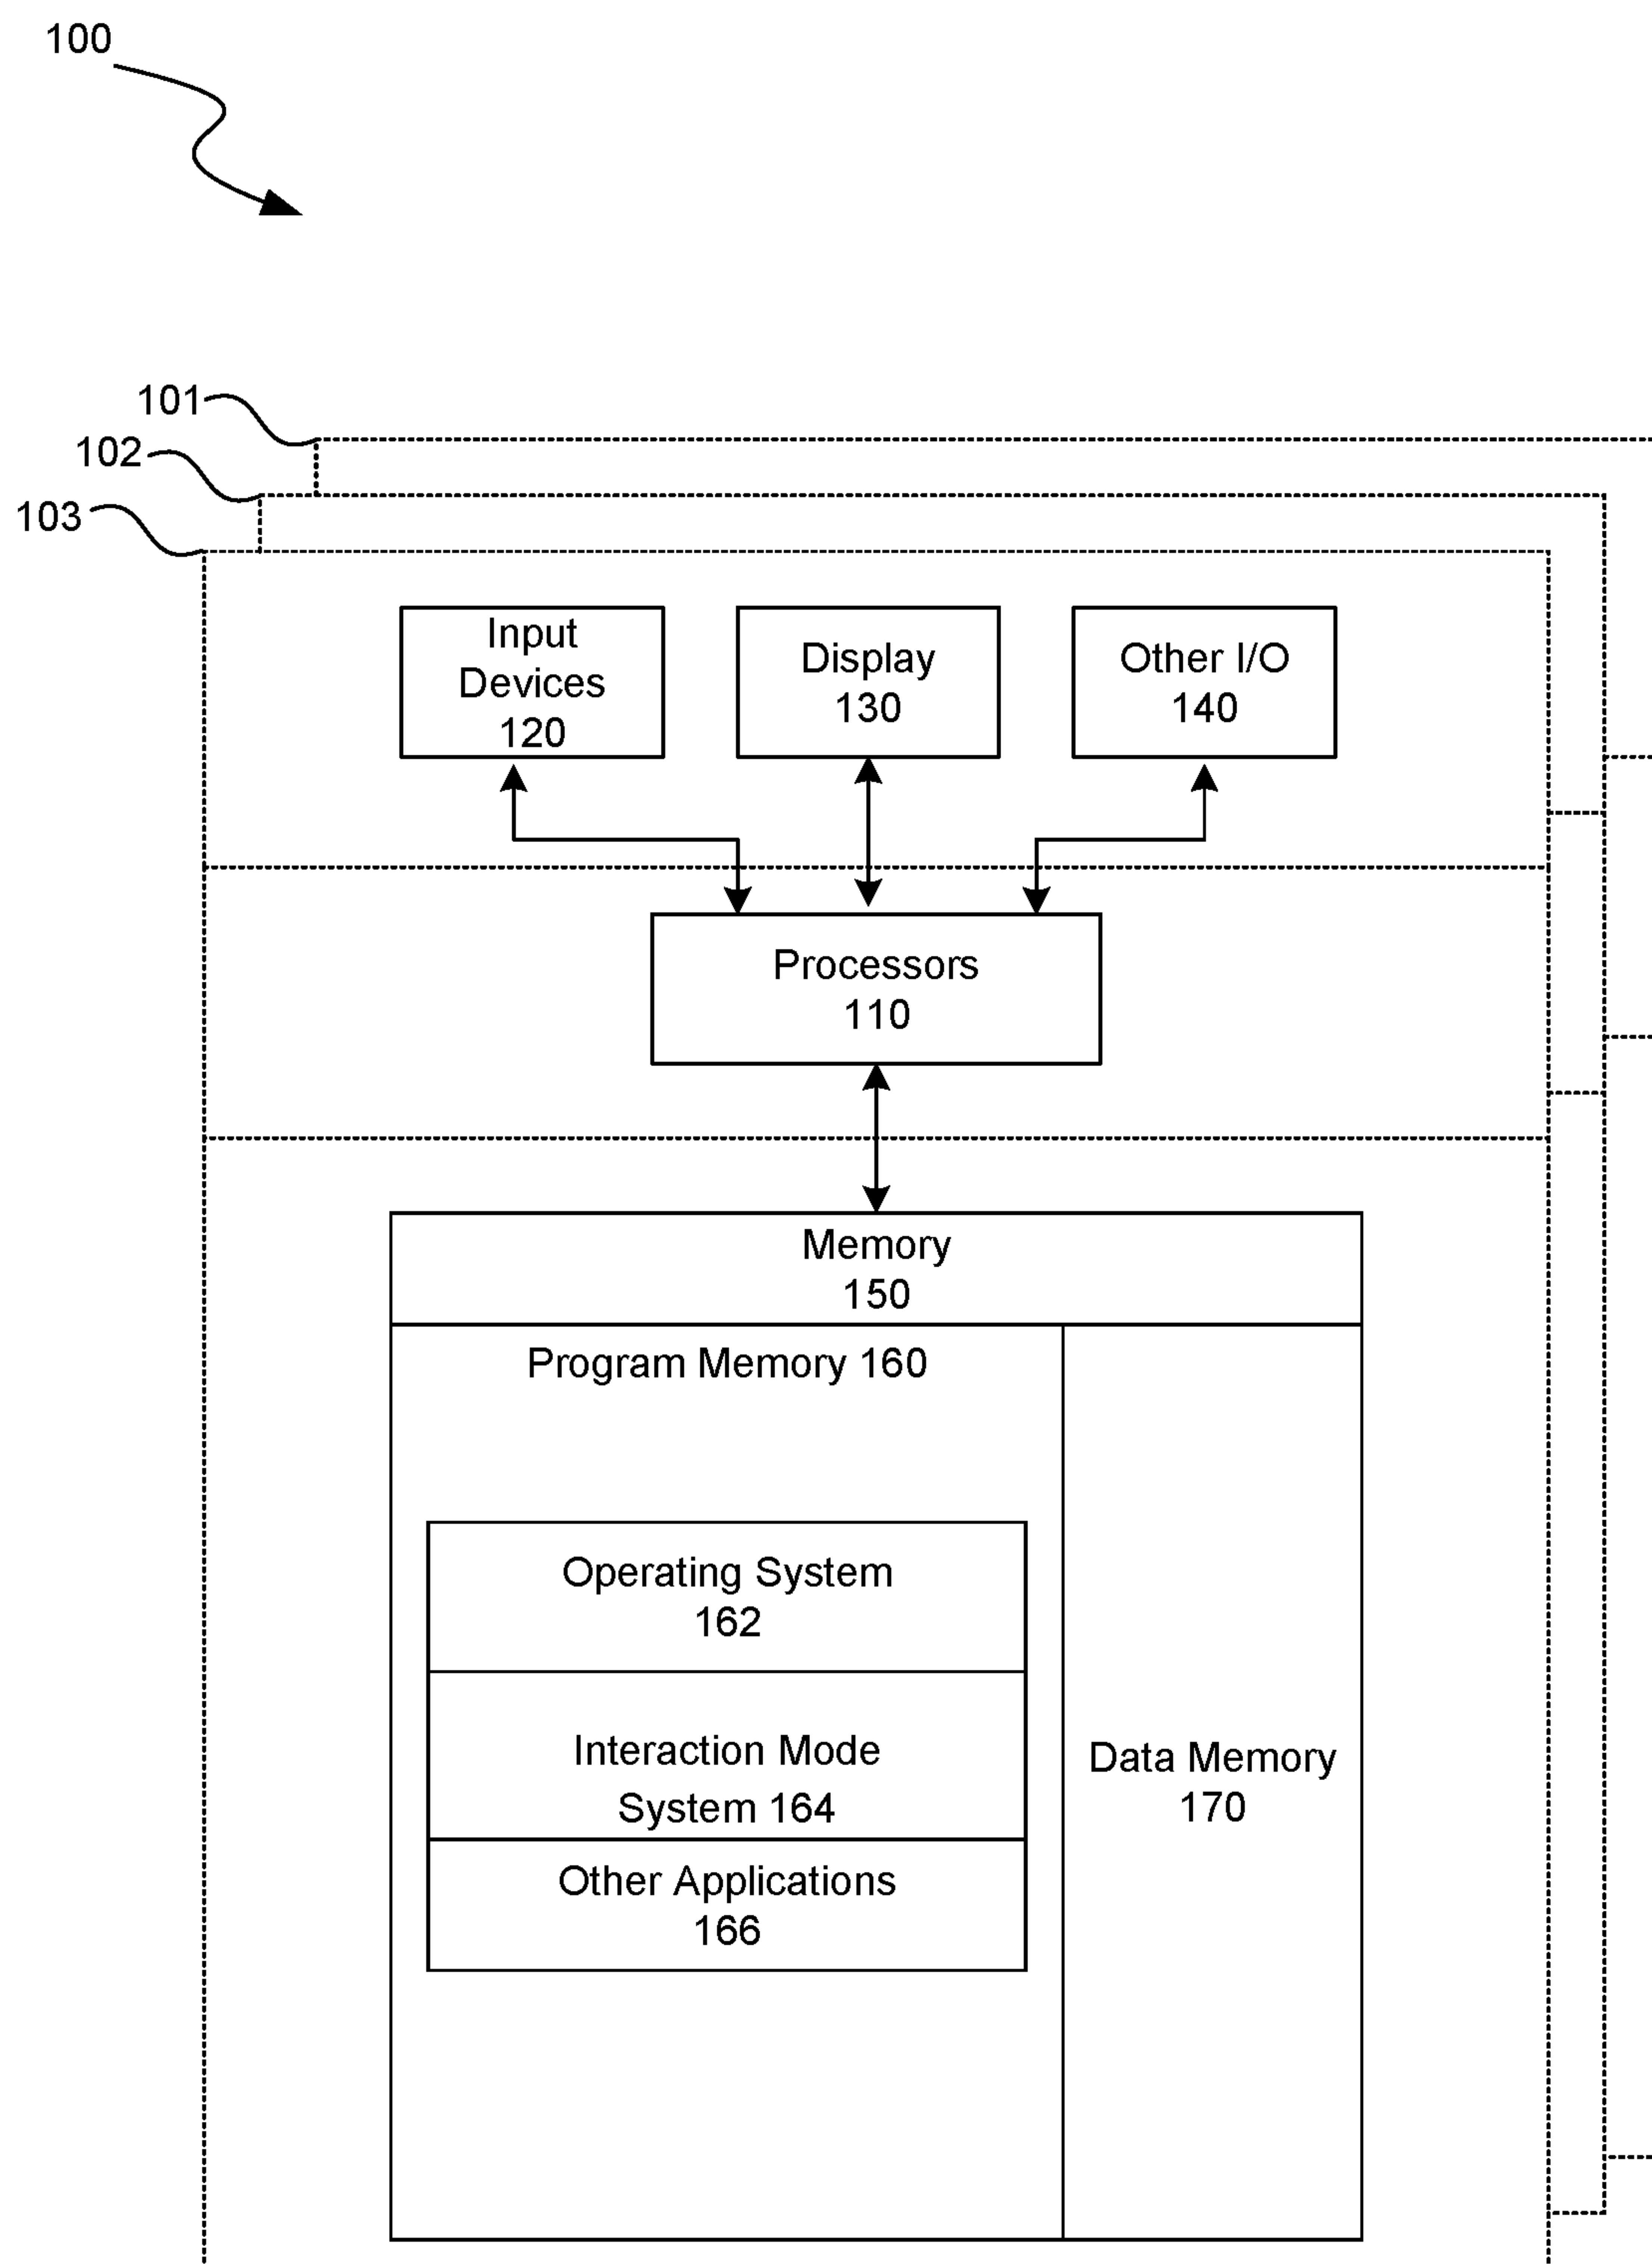 100
101
102
103
Input
Devices
120
Display
130
Other I/O
140
Processors
110
Memory
150
Program Memory 160
Operating System
162
Interaction Mode
System 164
Other Applications
166
Data Memory
170